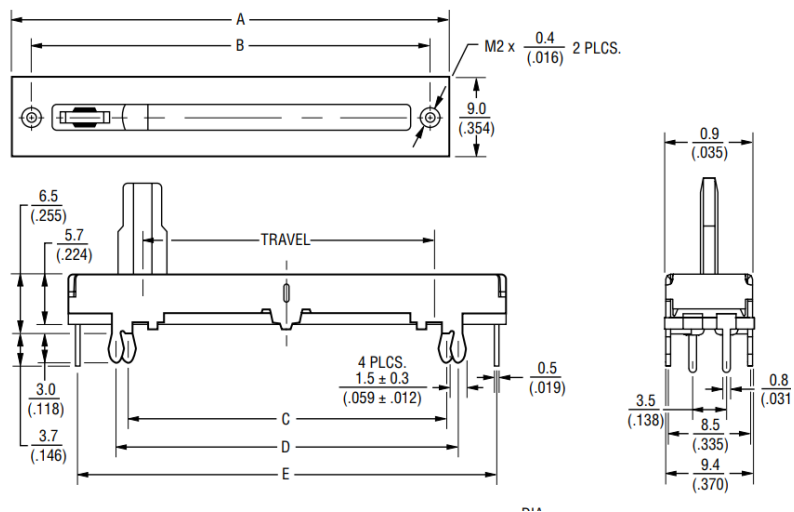 A
B
M2 x 0.4 (.016) 2 PLCS.
9.0
(.354)
0.9
(.035)
6.5
(.255)
5.7
(.224)
TRAVEL
4 PLCS.
1.5 ± 0.3
(.059 ± .012)
0.5
(.019)
3.0
(.118)
3.7
(.146)
C
D
E
0.8
(.031
3.5
(.138)
8.5
(.335)
9.4
(.370)